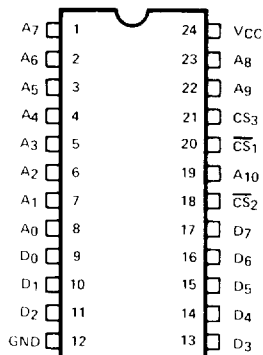 A7 1 24 VCC
A6 2 23 A8
A5 3 22 A9
A4 4 21 CS3
A3 5 20 C̅S̅1
A2 6 19 A10
A1 7 18 C̅S̅2
A0 8 17 D7
D0 9 16 D6
D1 10 15 D5
D2 11 14 D4
GND 12 13 D3